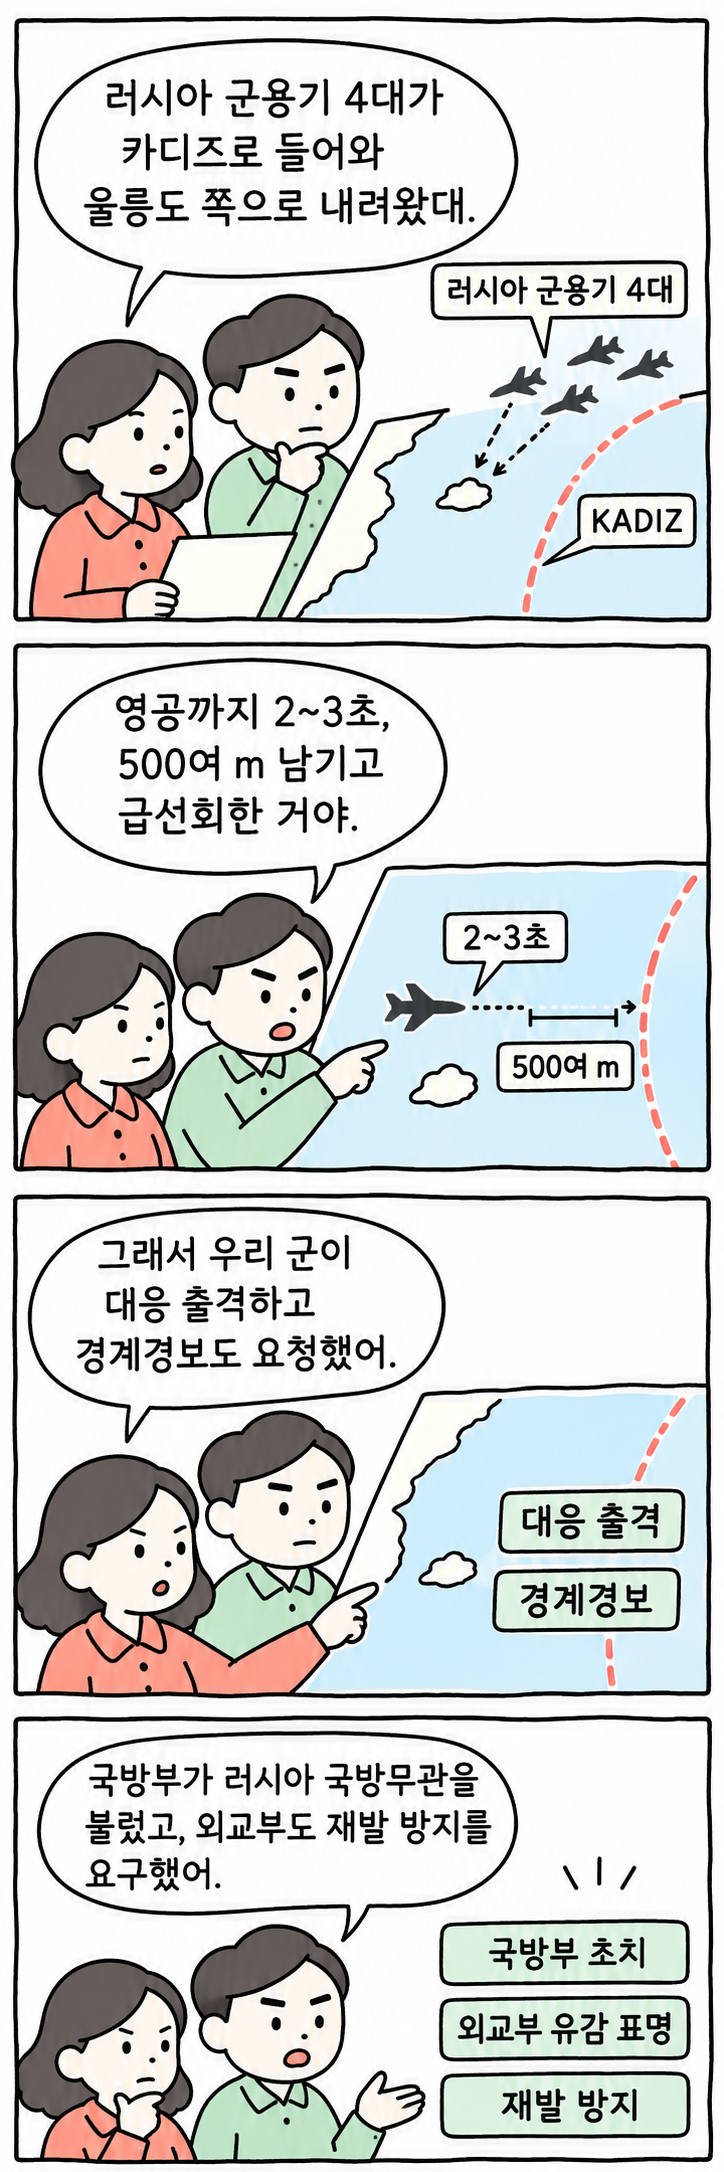 러시아 군용기 4대가
카디즈로 들어와
울릉도 쪽으로 내려왔대.
러시아 군용기 4대
KADIZ
영공까지 2~3초,
500여 m 남기고
급선회한 거야.
2~3초
500여 m
그래서 우리 군이
대응 출격하고
경계경보도 요청했어.
대응 출격
경계경보
국방부가 러시아 국방무관을
불렀고, 외교부도 재발 방지를
요구했어.
국방부 초치
외교부 유감 표명
재발 방지